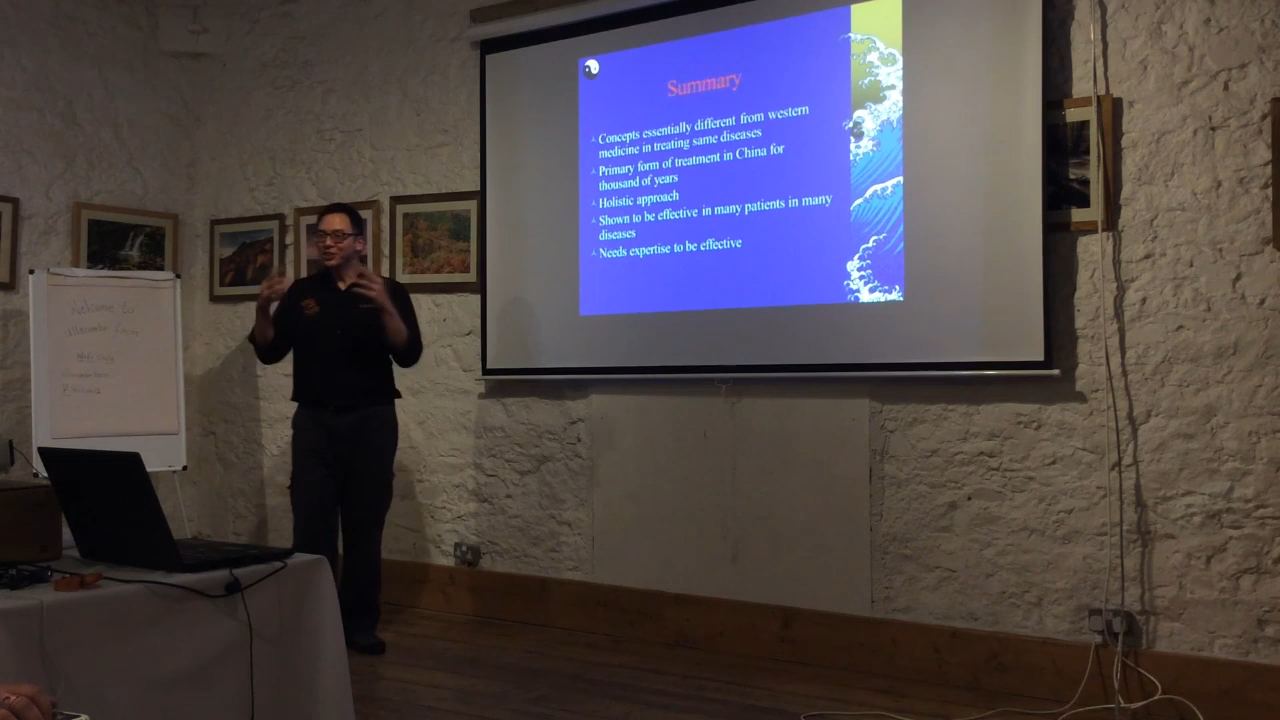 Summary
Concepts essentially different from western
medicine in treating same diseases
Primary form of treatment in China for
thousand of years
Holistic approach
Shown to be effective in many patients in many
diseases
Needs expertise to be effective
Welcome to